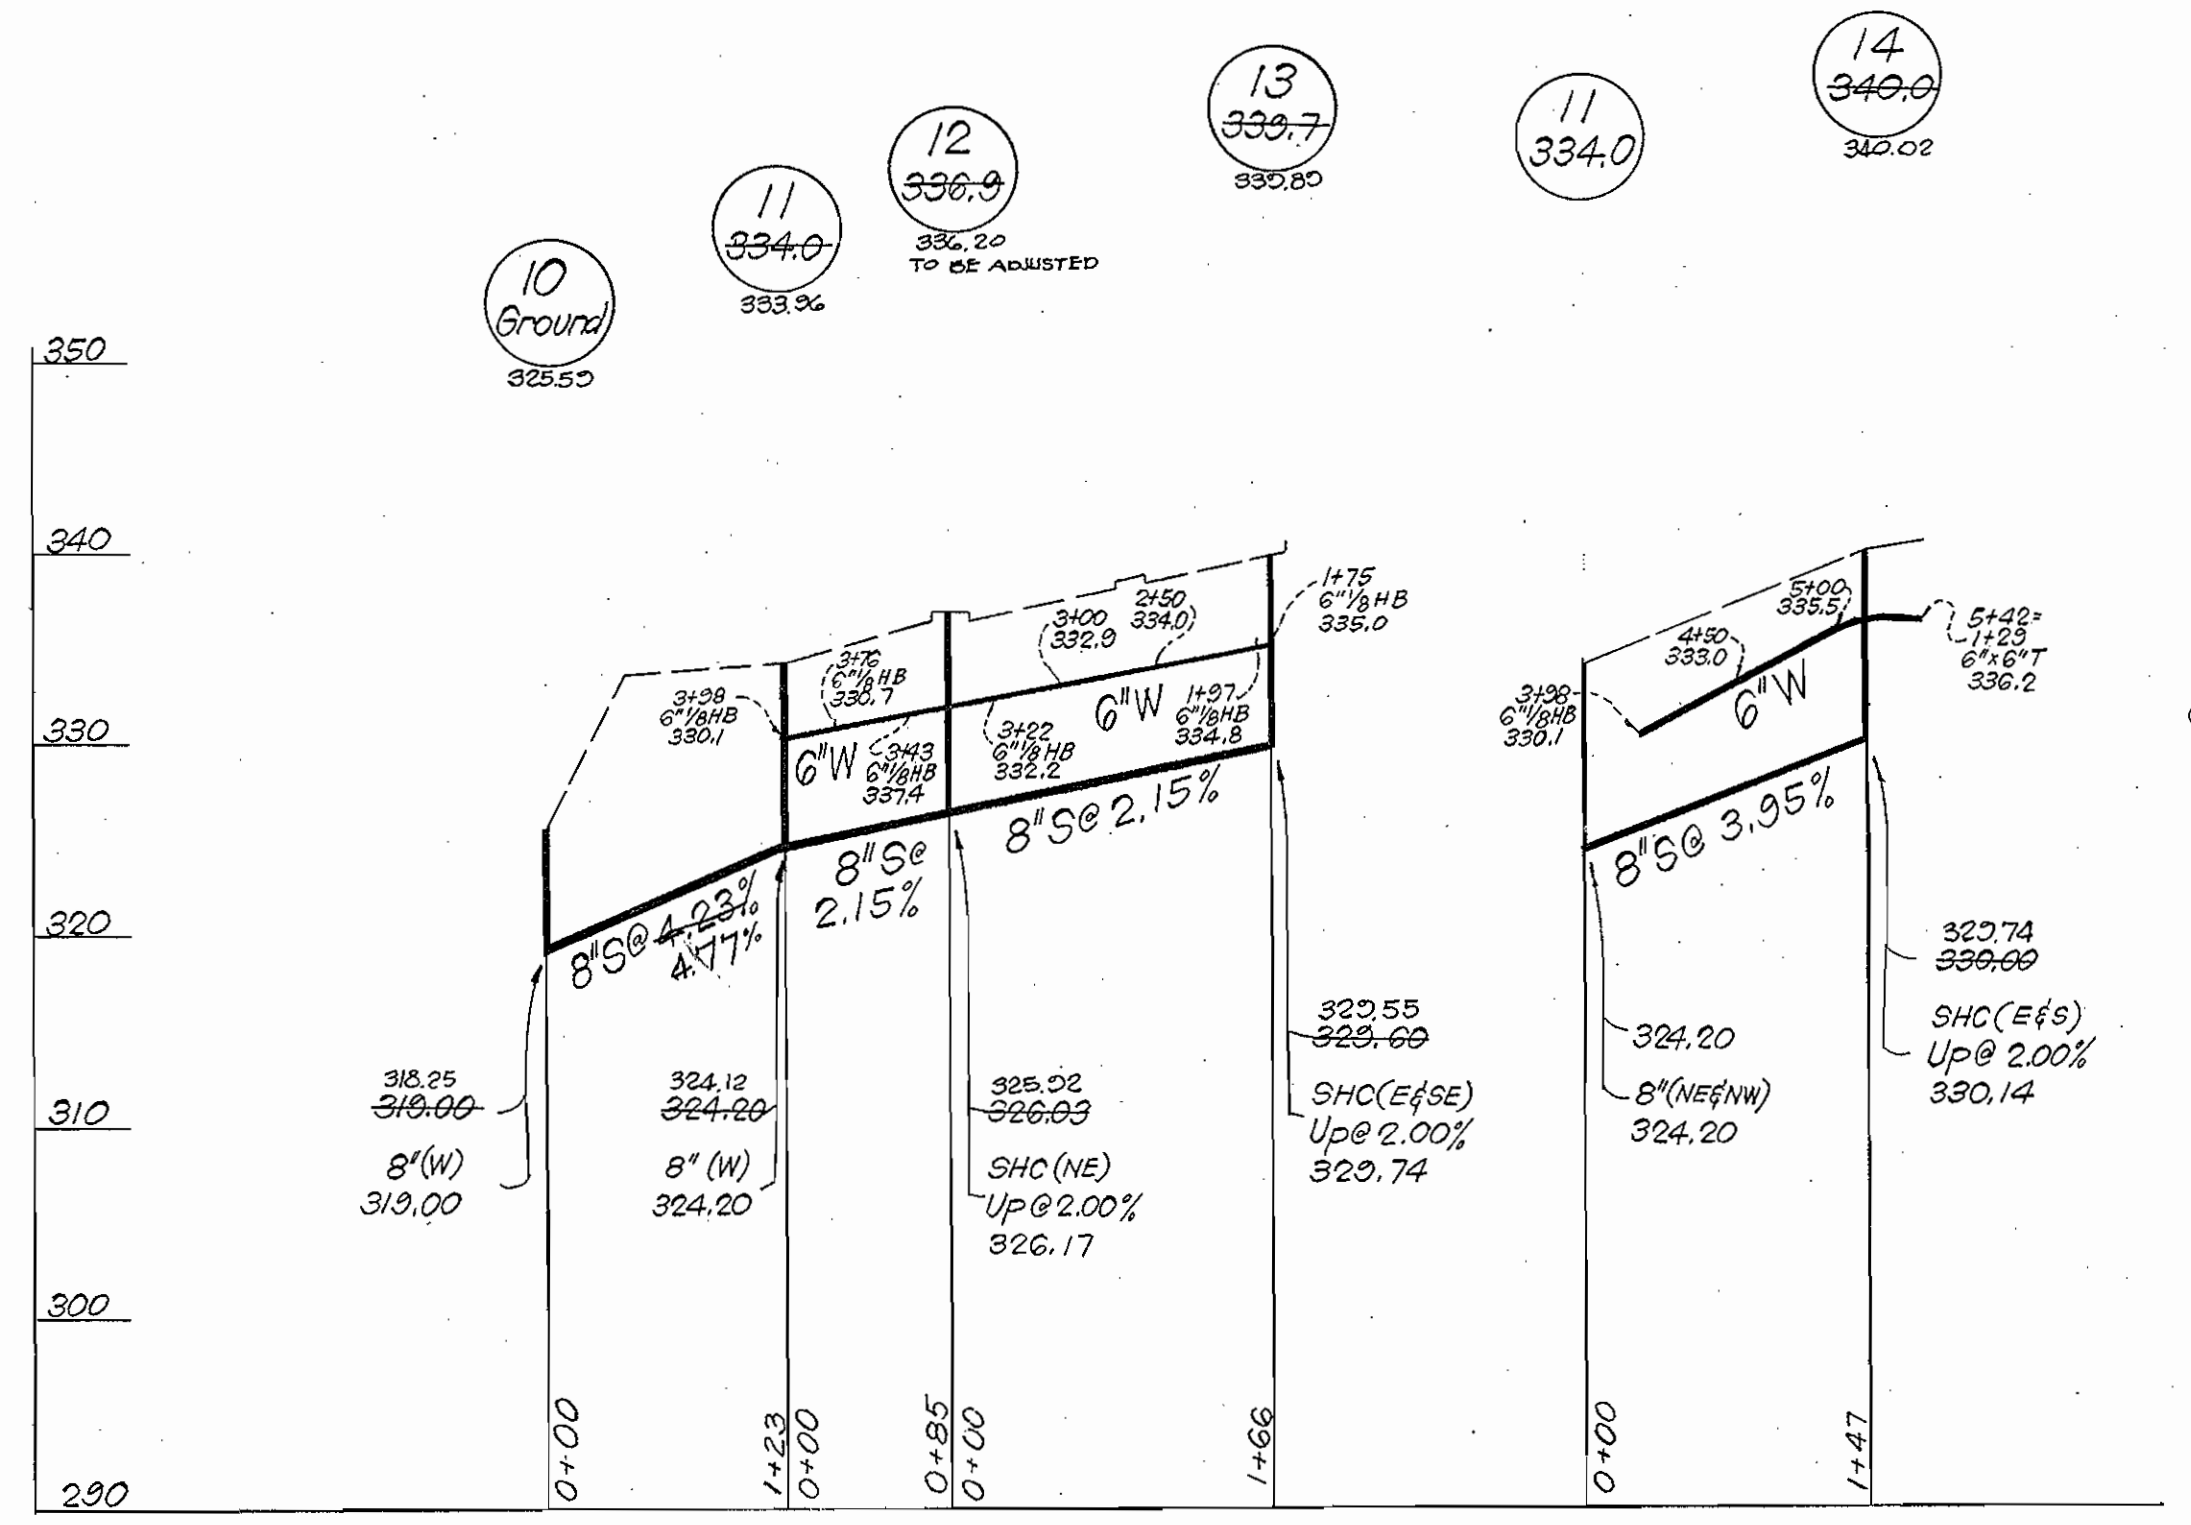 10
Ground
325.59
11
334.0
333.96
12
336.9
336.20
TO BE ADJUSTED
13
339.7
339.89
11
334.0
14
340.0
340.02
350
340
330
320
310
300
290
3+98
6"1/8HB
330.1
3+76
6"1/8HB
330.7
6"W
3+43
6"1/8HB
337.4
3+00
332.9
2+50
334.0
3+22
6"1/8HB
332.2
6"W
1+97
6"1/8HB
334.8
1+75
6"1/8HB
335.0
3+98
6"1/8HB
330.1
4+50
333.0
5+00
335.5
6"W
5+42=
1+29
6"x6"T
336.2
8"S@ 4.23%
4.77%
8"S@
2.15%
8"S@ 2.15%
8"S@ 3.95%
318.25
319.00
8"(W)
319.00
324.12
324.20
8"(W)
324.20
325.92
326.03
SHC(NE)
Up@2.00%
326.17
329.55
329.60
SHC(E&SE)
Up@2.00%
329.74
324.20
8"(NE&NW)
324.20
329.74
330.00
SHC(E&S)
Up@ 2.00%
330.14
0+00
1+23
0+00
0+85
0+00
1+66
0+00
1+47